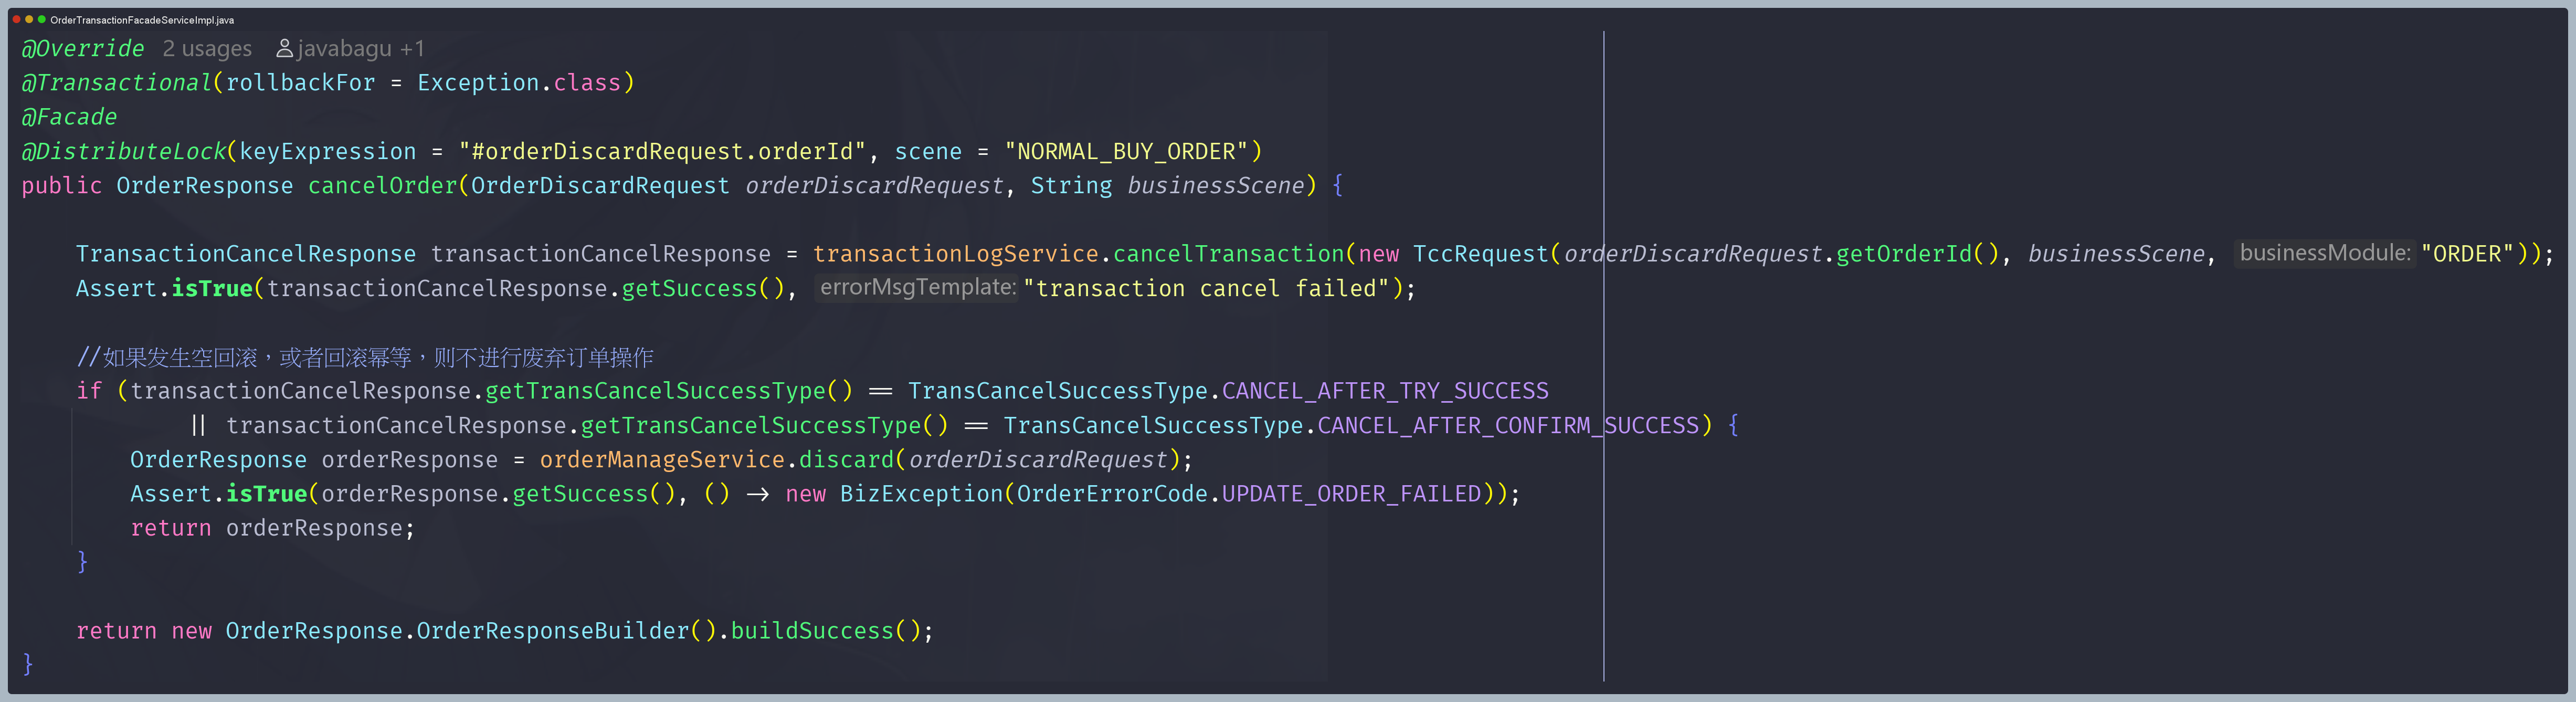 OrderTransactionFacadeServiceImpl.java
@Override 2 usages javabagu +1
@Transactional(rollbackFor = Exception.class)
@Facade
@DistributeLock(keyExpression = "#orderDiscardRequest.orderId", scene = "NORMAL_BUY_ORDER")
public OrderResponse cancelOrder(OrderDiscardRequest orderDiscardRequest, String businessScene) {
TransactionCancelResponse transactionCancelResponse = transactionLogService.cancelTransaction(new TccRequest(orderDiscardRequest.getOrderId(), businessScene, businessModule: "ORDER"));
Assert.isTrue(transactionCancelResponse.getSuccess(), errorMsgTemplate: "transaction cancel failed");
//如果发生空回滚，或者回滚幂等，则不进行废弃订单操作
if (transactionCancelResponse.getTransCancelSuccessType() == TransCancelSuccessType.CANCEL_AFTER_TRY_SUCCESS
|| transactionCancelResponse.getTransCancelSuccessType() == TransCancelSuccessType.CANCEL_AFTER_CONFIRM_SUCCESS) {
OrderResponse orderResponse = orderManageService.discard(orderDiscardRequest);
Assert.isTrue(orderResponse.getSuccess(), () -> new BizException(OrderErrorCode.UPDATE_ORDER_FAILED));
return orderResponse;
}
return new OrderResponse.OrderResponseBuilder().buildSuccess();
}